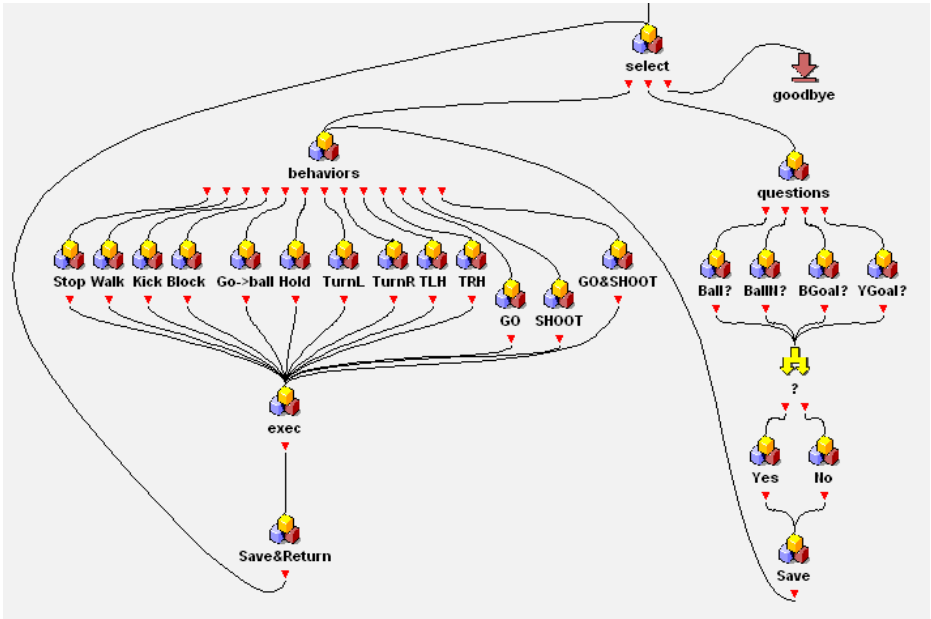 select
goodbye
behaviors
questions
Stop Walk Kick Block Go->ball Hold TurnL TurnR TLH TRH GO&SHOOT
Ball? BallN? BGoal? YGoal?
GO SHOOT
?
exec
Yes No
Save&Return
Save